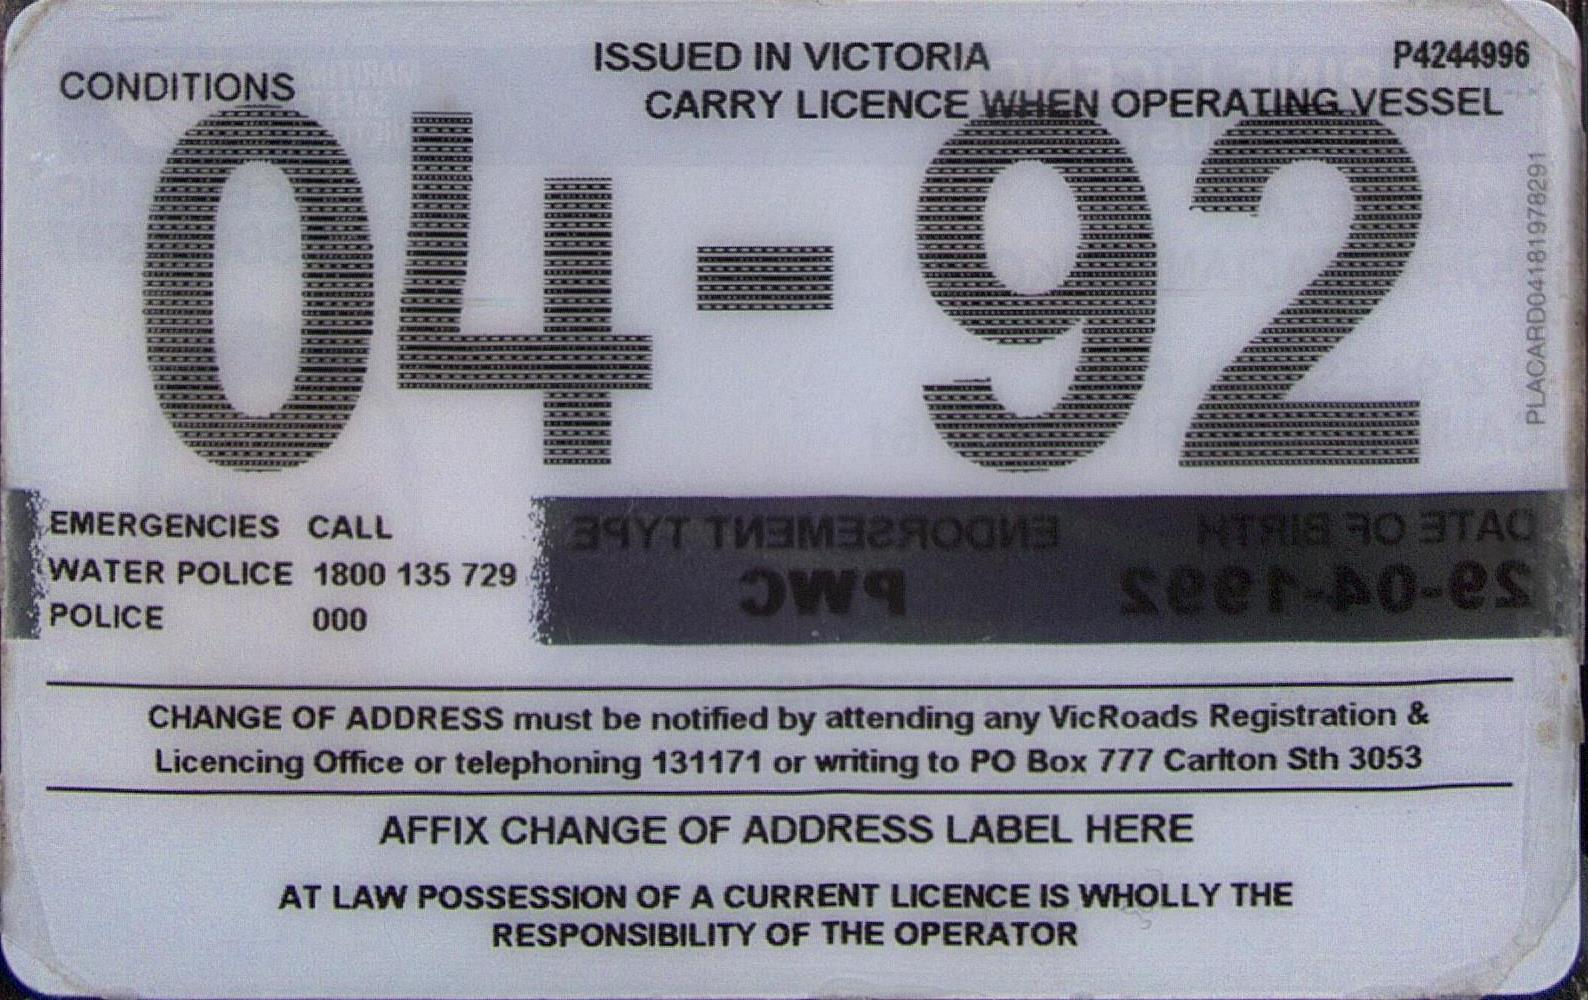 ISSUED IN VICTORIA
P4244996
CONDITIONS
CARRY LICENCE WHEN OPERATING VESSEL
04-92
PLACARD0418197829​1
EMERGENCIES CALL
WATER POLICE 1800 135 729
POLICE 000
ENDORSEMENT TYPE
DATE OF BIRTH
PWC
29-04-1992
CHANGE OF ADDRESS must be notified by attending any VicRoads Registration &
Licencing Office or telephoning 131171 or writing to PO Box 777 Carlton Sth 3053
AFFIX CHANGE OF ADDRESS LABEL HERE
AT LAW POSSESSION OF A CURRENT LICENCE IS WHOLLY THE
RESPONSIBILITY OF THE OPERATOR